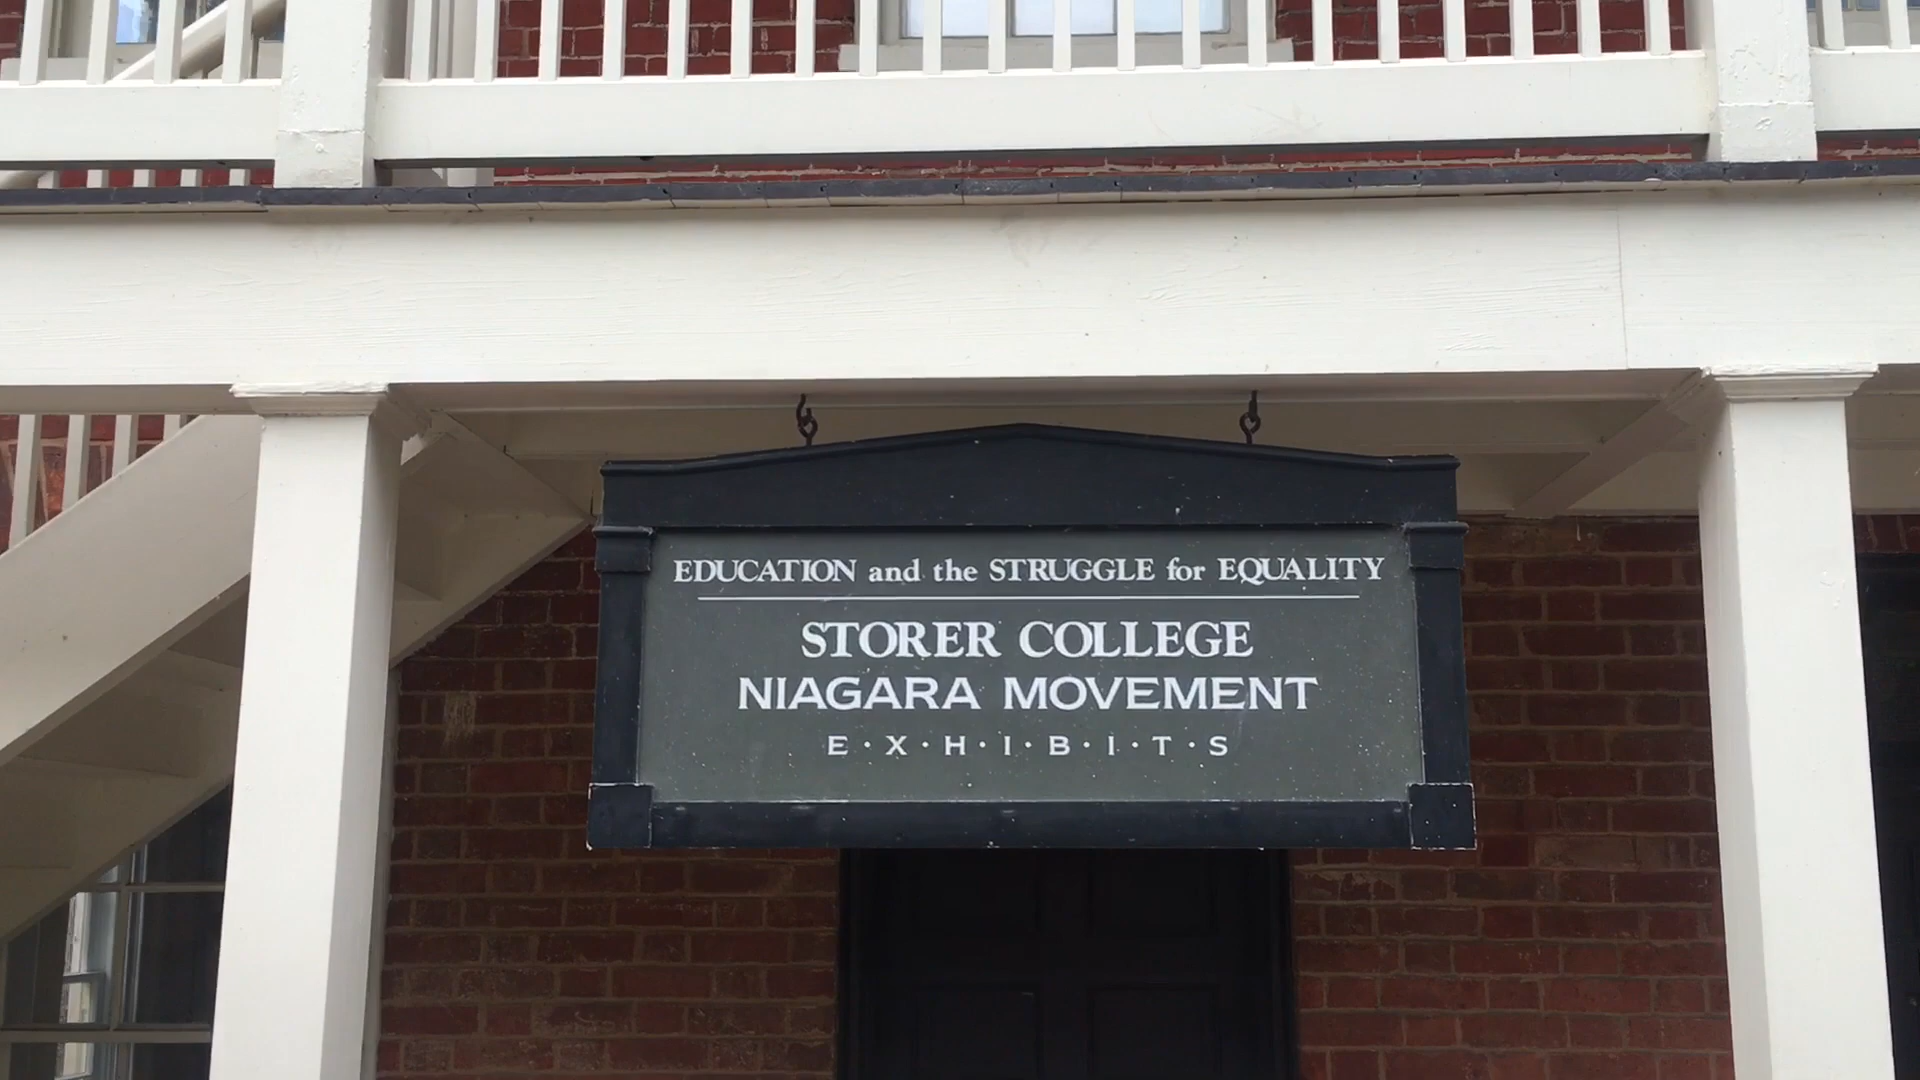 EDUCATION and the STRUGGLE for EQUALITY
STORER COLLEGE
NIAGARA MOVEMENT
E·X·H·I·B·I·T·S